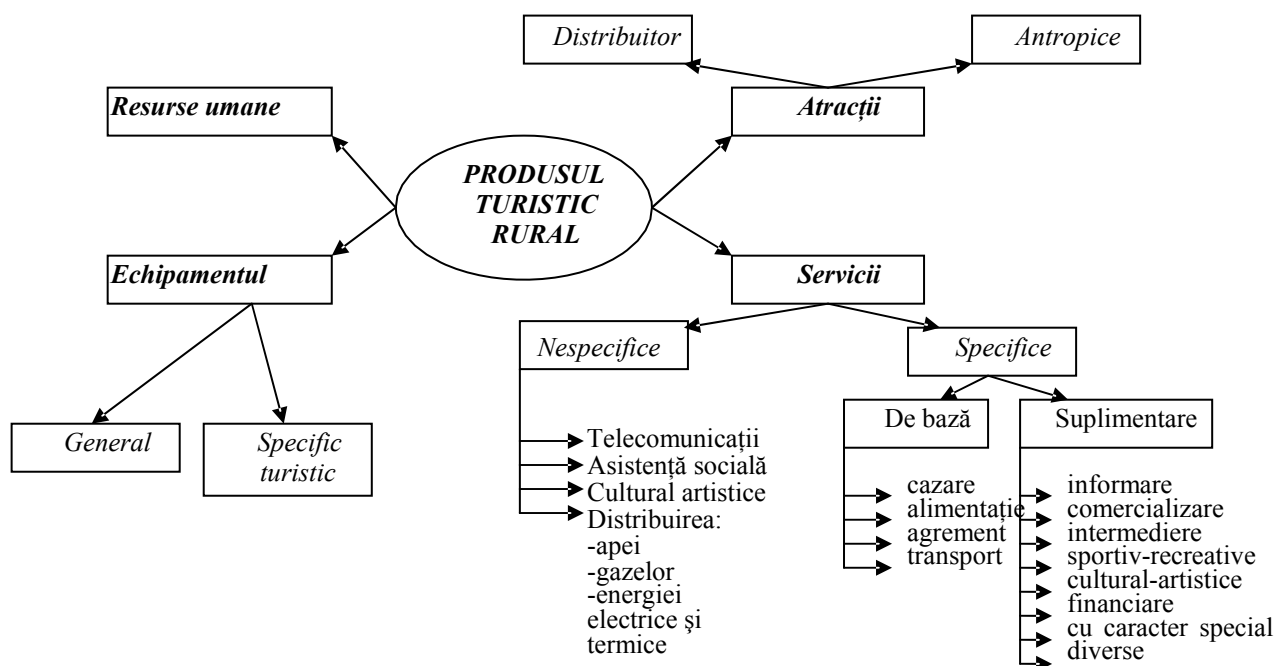 Distribuitor
Antropice
Resurse umane
Atracții
PRODUSUL
TURISTIC
RURAL
Echipamentul
Servicii
Nespecifice
Specifice
General
Specific
turistic
De bază
Suplimentare
Telecomunicații
Asistență socială
Cultural artistice
Distribuirea:
-apei
-gazelor
-energiei
electrice şi
termice
cazare
alimentație
agrement
transport
informare
comercializare
intermediere
sportiv-recreative
cultural-artistice
financiare
cu caracter special
diverse